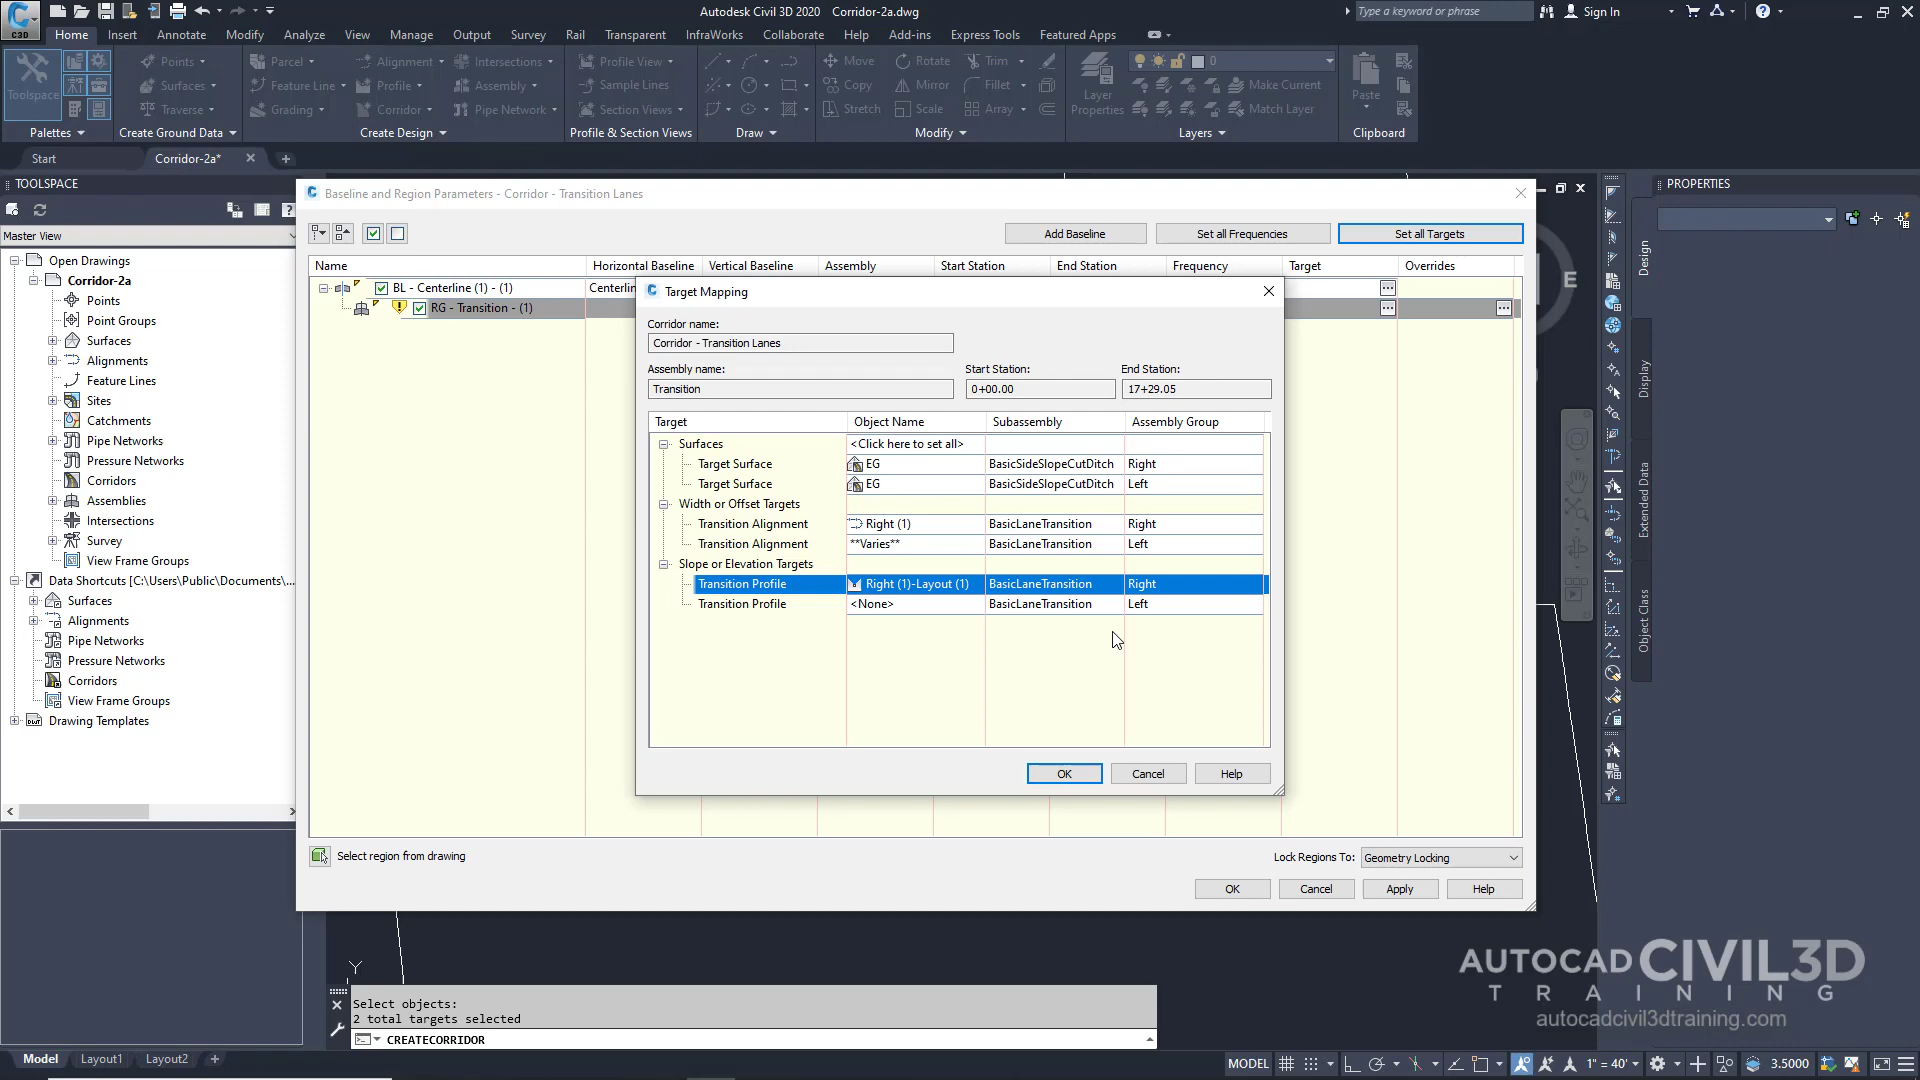 Autodesk Civil 3D 2020 Corridor-2a.dwg
Type a keyword or phrase
Sign In
C3D
Home Insert Annotate Modify Analyze View Manage Output Survey Rail Transparent InfraWorks Collaborate Help Add-ins Express Tools Featured Apps
Toolspace
Points
Surfaces
Traverse
Parcel
Feature Line
Grading
Alignment
Profile
Corridor
Intersections
Assembly
Pipe Network
Profile View
Sample Lines
Section Views
Move
Copy
Stretch
Rotate
Mirror
Scale
Trim
Fillet
Array
Layer
Properties
0
Make Current
Match Layer
Paste
Palettes
Create Ground Data
Create Design
Profile & Section Views
Draw
Modify
Layers
Clipboard
Start
Corridor-2a*
TOOLSPACE
Master View
Open Drawings
Corridor-2a
Points
Point Groups
Surfaces
Alignments
Feature Lines
Sites
Catchments
Pipe Networks
Pressure Networks
Corridors
Assemblies
Intersections
Survey
View Frame Groups
Data Shortcuts [C:\Users\Public\Documents\...
Surfaces
Alignments
Pipe Networks
Pressure Networks
Corridors
View Frame Groups
Drawing Templates
Baseline and Region Parameters - Corridor - Transition Lanes
Add Baseline
Set all Frequencies
Set all Targets
Name Horizontal Baseline Vertical Baseline Assembly Start Station End Station Frequency Target Overrides
BL - Centerline (1) - (1)
RG - Transition - (1)
Target Mapping
Corridor name:
Corridor - Transition Lanes
Assembly name: Start Station: End Station:
Transition 0+00.00 17+29.05
Target Object Name Subassembly Assembly Group
Surfaces <Click here to set all>
Target Surface EG BasicSideSlopeCutDitch Right
Target Surface EG BasicSideSlopeCutDitch Left
Width or Offset Targets
Transition Alignment Right (1) BasicLaneTransition Right
Transition Alignment **Varies** BasicLaneTransition Left
Slope or Elevation Targets
Transition Profile Right (1)-Layout (1) BasicLaneTransition Right
Transition Profile <None> BasicLaneTransition Left
OK Cancel Help
Select region from drawing
Lock Regions To: Geometry Locking
OK Cancel Apply Help
PROPERTIES
Design
Display
Extended Data
Object Class
E
Y
Select objects:
2 total targets selected
CREATECORRIDOR
AUTOCAD CIVIL3D
TRAINING
autocadcivil3dtraining.com
Model Layout1 Layout2
MODEL
1" = 40'
3.5000